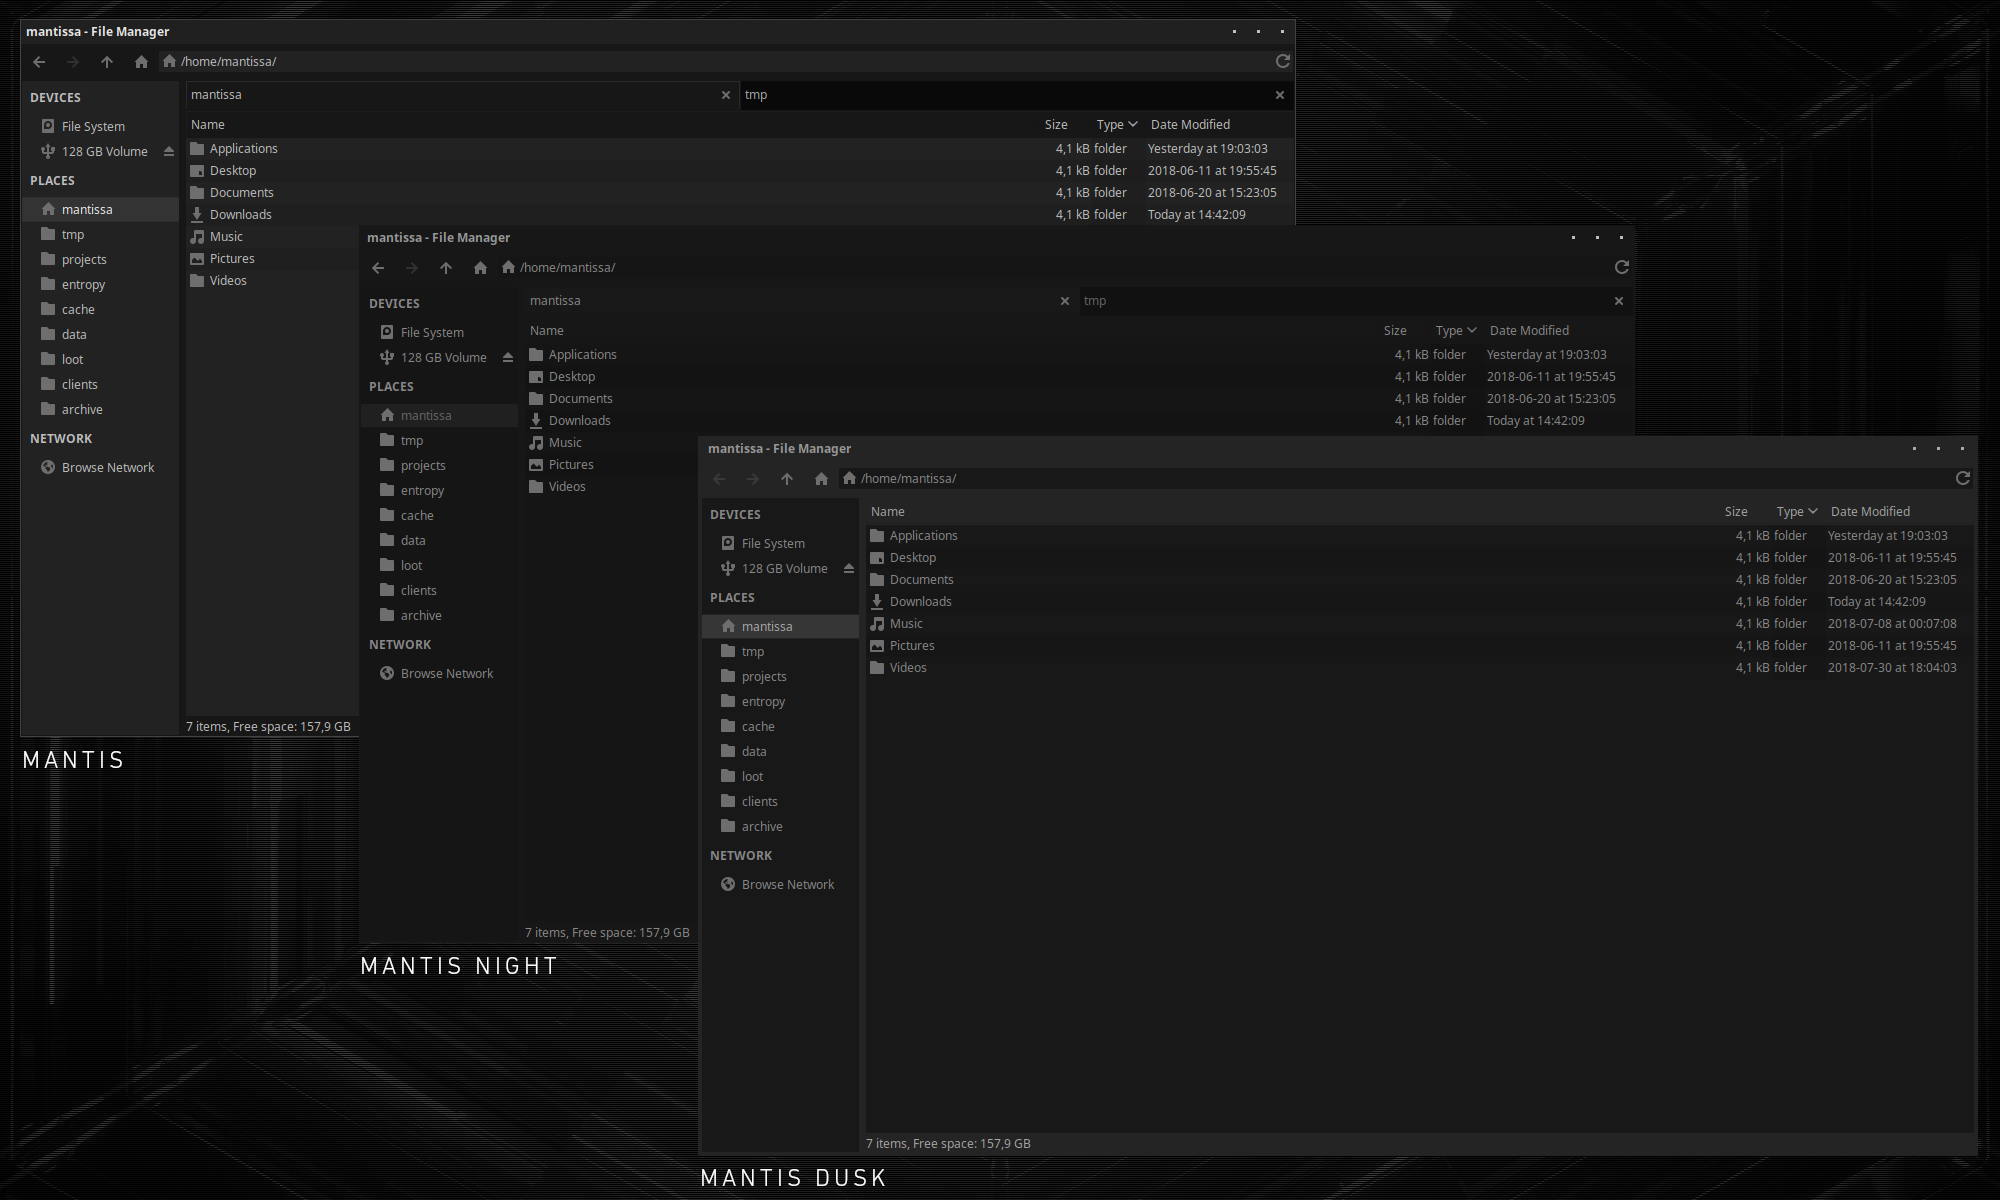 mantissa - File Manager
/home/mantissa/
DEVICES
File System
128 GB Volume
PLACES
mantissa
tmp
projects
entropy
cache
data
loot
clients
archive
NETWORK
Browse Network
mantissa
tmp
Name Size Type Date Modified
Applications 4,1 kB folder Yesterday at 19:03:03
Desktop 4,1 kB folder 2018-06-11 at 19:55:45
Documents 4,1 kB folder 2018-06-20 at 15:23:05
Downloads 4,1 kB folder Today at 14:42:09
Music
Pictures
Videos
7 items, Free space: 157,9 GB
MANTIS
mantissa - File Manager
/home/mantissa/
DEVICES
File System
128 GB Volume
PLACES
mantissa
tmp
projects
entropy
cache
data
loot
clients
archive
NETWORK
Browse Network
mantissa
tmp
Name Size Type Date Modified
Applications 4,1 kB folder Yesterday at 19:03:03
Desktop 4,1 kB folder 2018-06-11 at 19:55:45
Documents 4,1 kB folder 2018-06-20 at 15:23:05
Downloads 4,1 kB folder Today at 14:42:09
Music
Pictures
Videos
7 items, Free space: 157,9 GB
MANTIS NIGHT
mantissa - File Manager
/home/mantissa/
DEVICES
File System
128 GB Volume
PLACES
mantissa
tmp
projects
entropy
cache
data
loot
clients
archive
NETWORK
Browse Network
Name Size Type Date Modified
Applications 4,1 kB folder Yesterday at 19:03:03
Desktop 4,1 kB folder 2018-06-11 at 19:55:45
Documents 4,1 kB folder 2018-06-20 at 15:23:05
Downloads 4,1 kB folder Today at 14:42:09
Music 4,1 kB folder 2018-07-08 at 00:07:08
Pictures 4,1 kB folder 2018-06-11 at 19:55:45
Videos 4,1 kB folder 2018-07-30 at 18:04:03
7 items, Free space: 157,9 GB
MANTIS DUSK